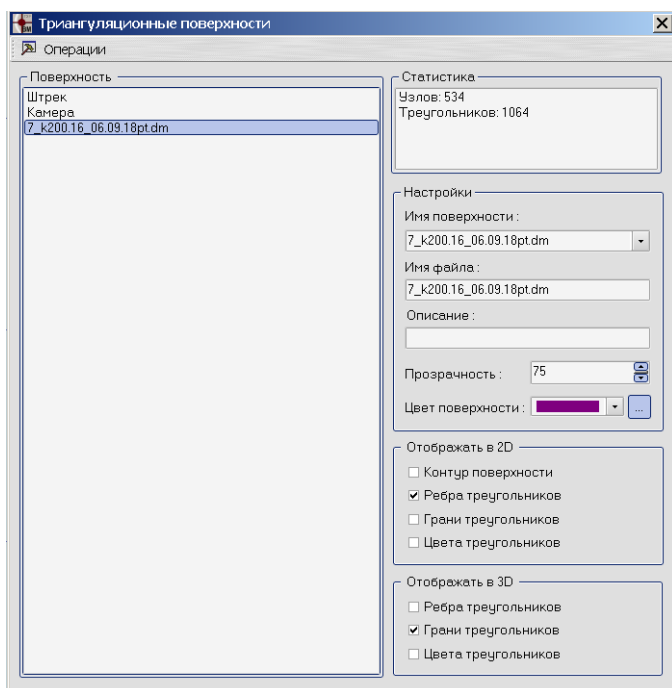 Триангуляционные поверхности
Операции
Поверхность
Штрек
Камера
7_k200.16_06.09.18pt.dm
Статистика
Узлов: 534
Треугольников: 1064
Настройки
Имя поверхности :
7_k200.16_06.09.18pt.dm
Имя файла :
7_k200.16_06.09.18pt.dm
Описание :
Прозрачность : 75
Цвет поверхности : ...
Отображать в 2D
Контур поверхности
Ребра треугольников
Грани треугольников
Цвета треугольников
Отображать в 3D
Ребра треугольников
Грани треугольников
Цвета треугольников